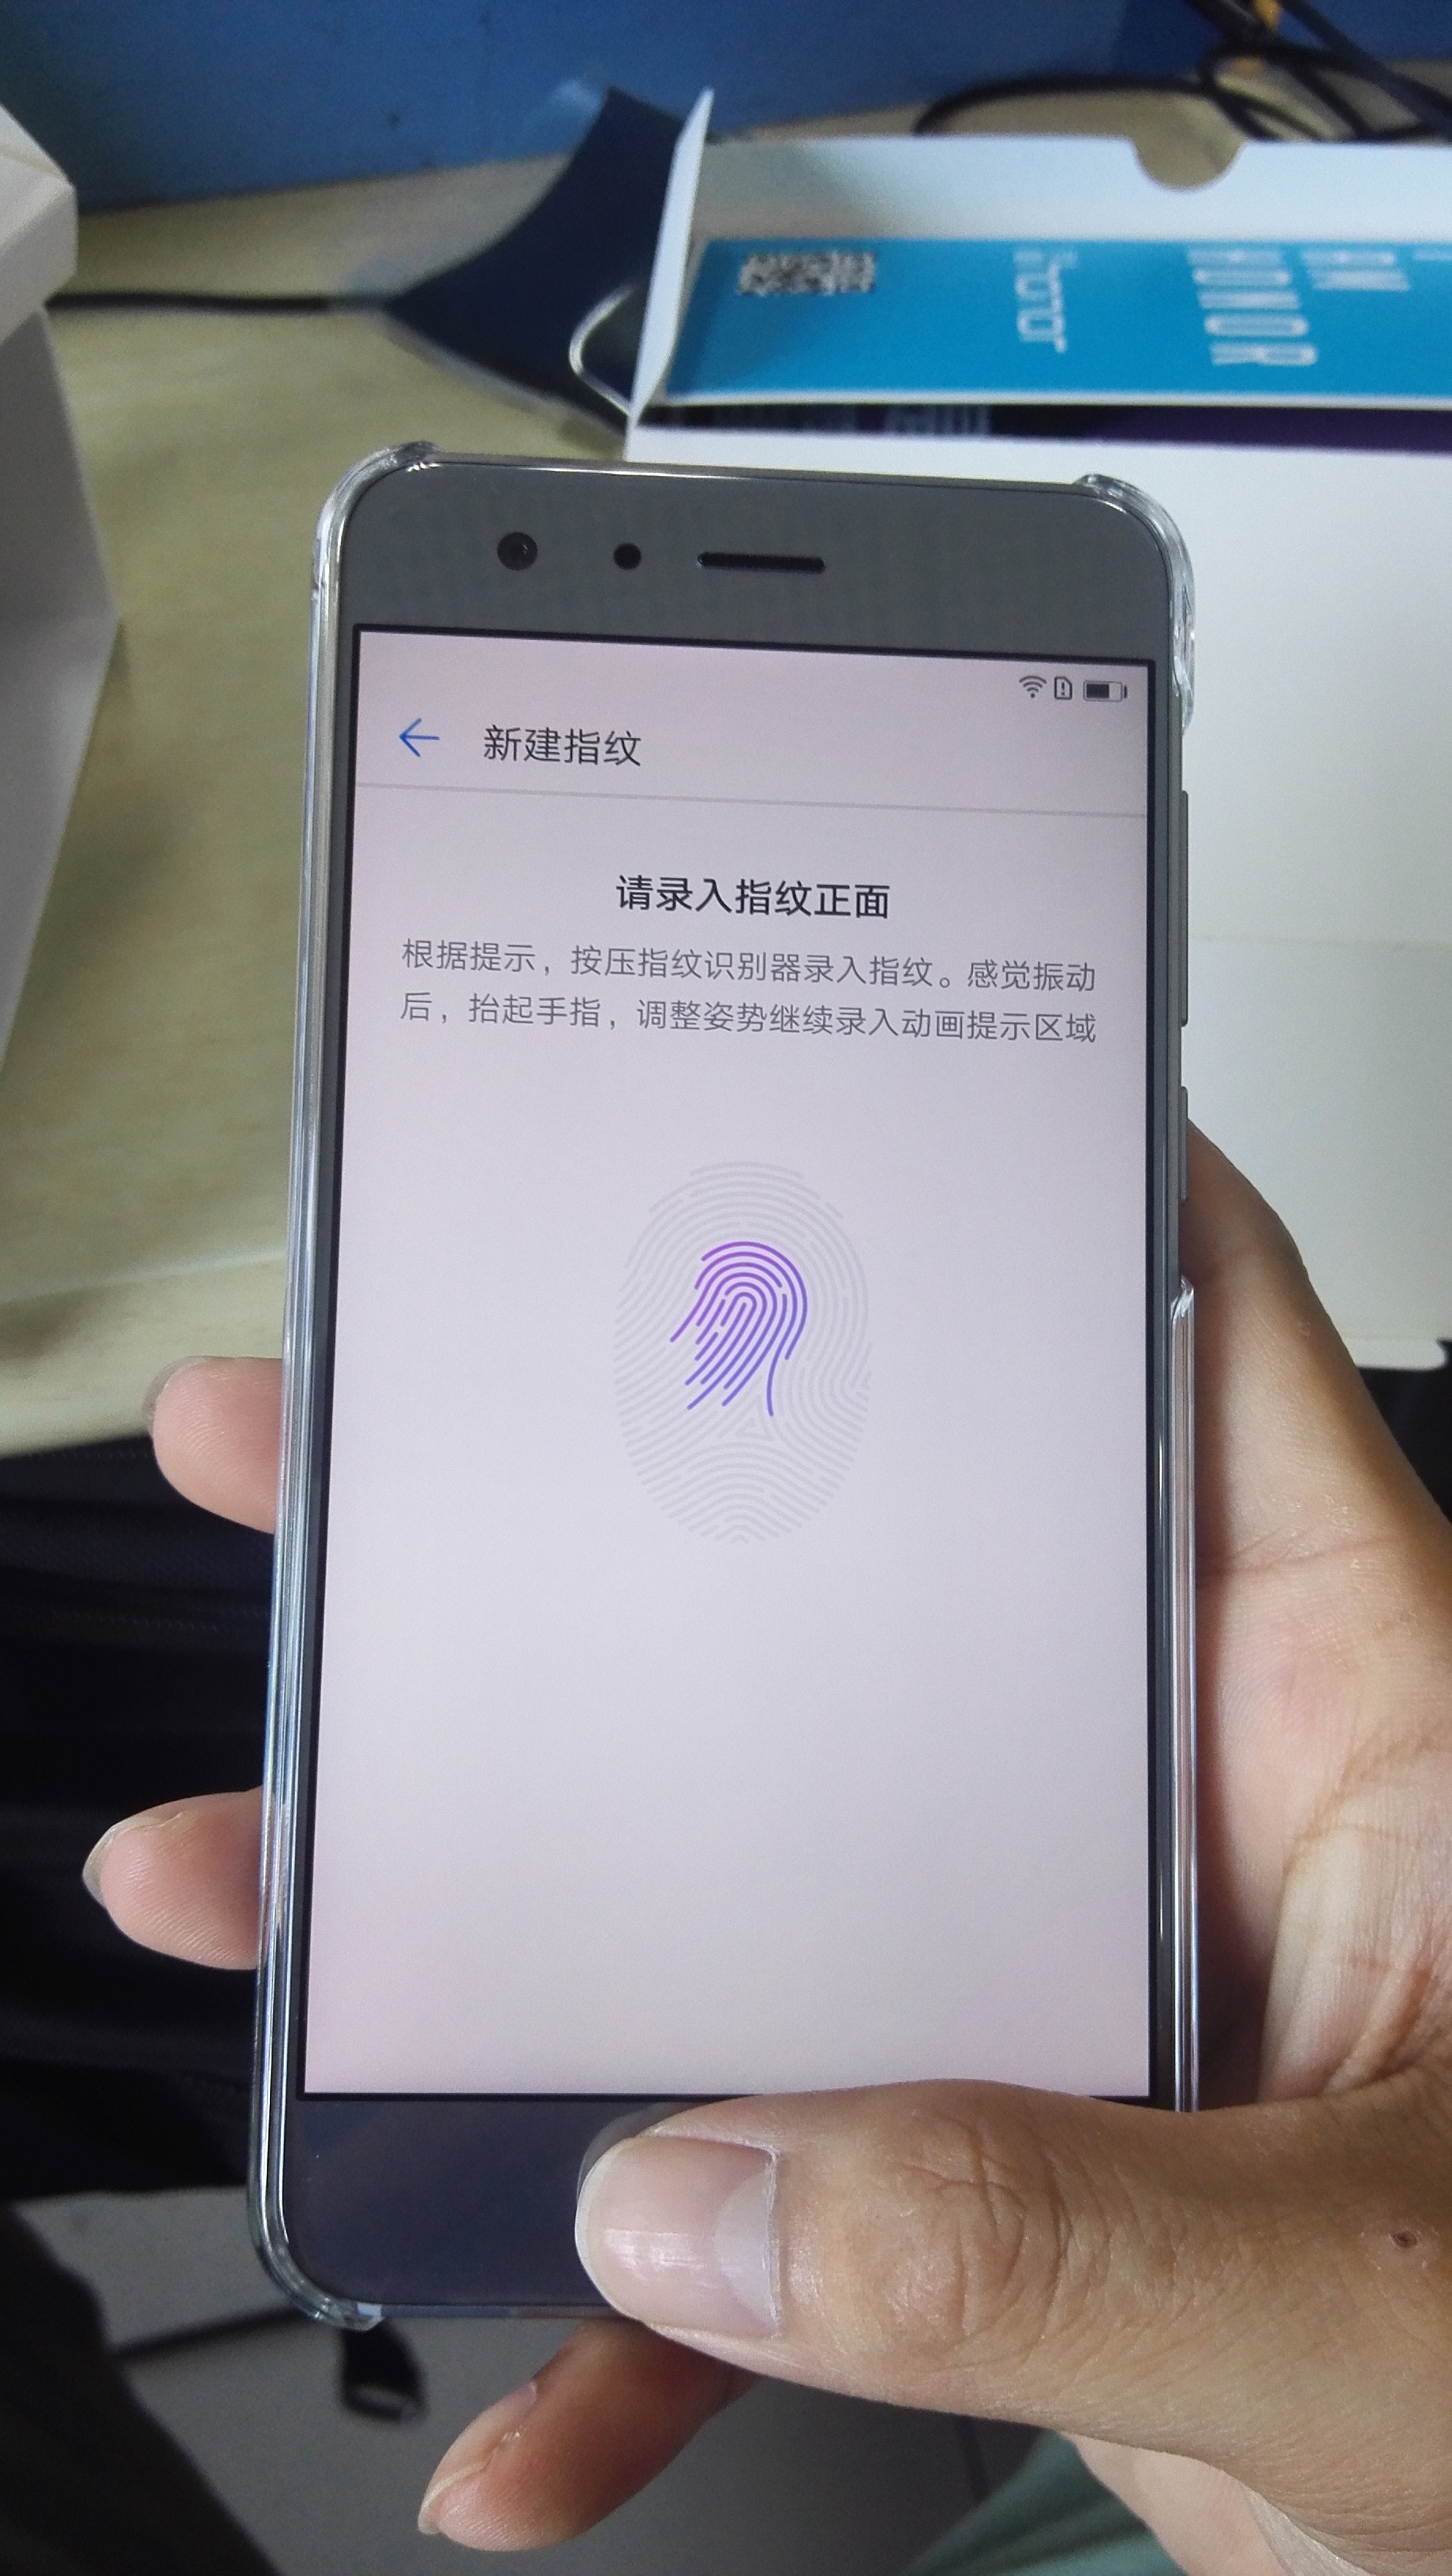 honor
HONOR
新建指纹
请录入指纹正面
根据提示，按压指纹识别器录入指纹。感觉振动
后，抬起手指，调整姿势继续录入动画提示区域